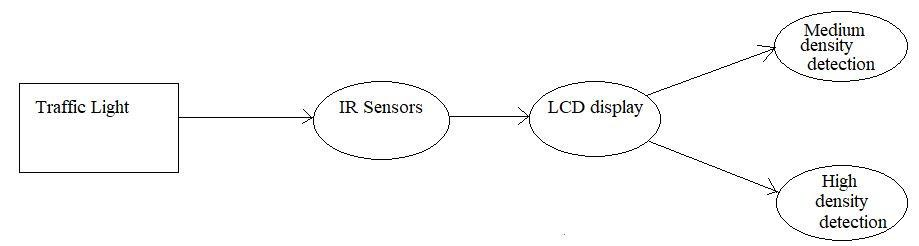 Traffic Light
IR Sensors
LCD display
Medium
density
detection
High
density
detection